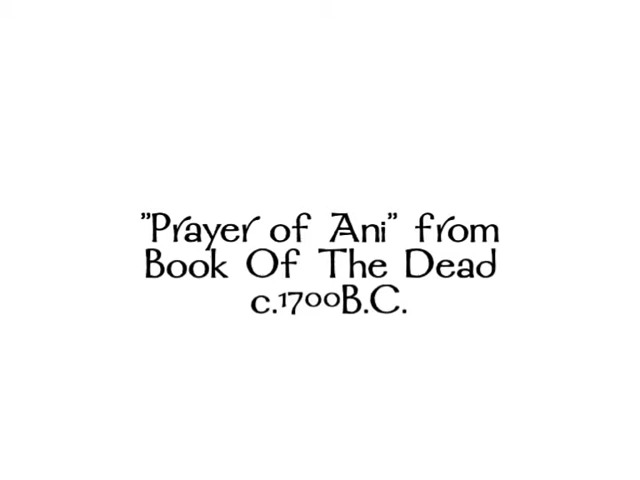 "Prayer of Ani" from
Book Of The Dead
c.1700B.C.